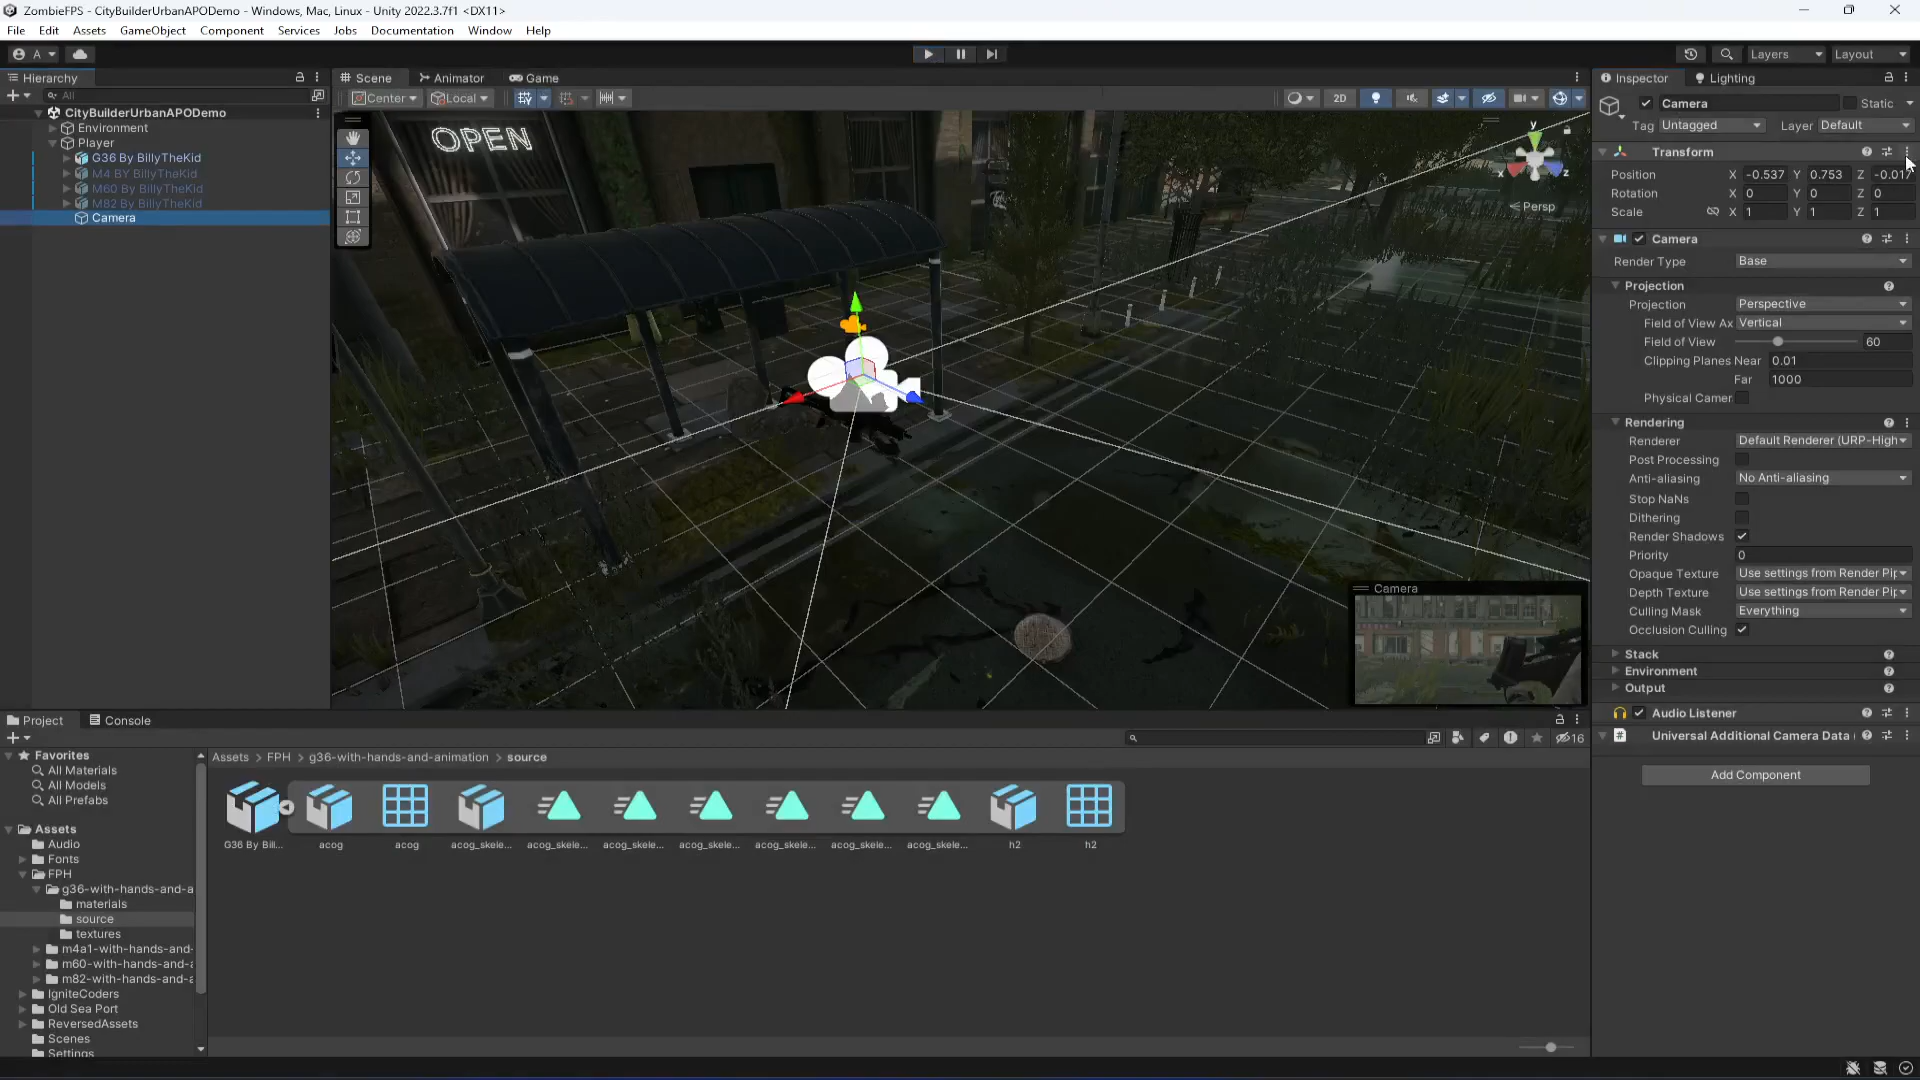 ZombieFPS - CityBuilderUrbanAPODemo - Windows, Mac, Linux - Unity 2022.3.7f1 <DX11>
File Edit Assets GameObject Component Services Jobs Documentation Window Help
A Layers Layout
Hierarchy
All
CityBuilderUrbanAPODemo
Environment
Player
G36 By BillyTheKid
M4 BY BillyTheKid
M60 By BillyTheKid
M82 By BillyTheKid
Camera
Scene Animator Game
Center Local 2D
OPEN
y
x z
Persp
Camera
Inspector Lighting
Camera Static
Tag Untagged Layer Default
Transform
Position X -0.537 Y 0.753 Z -0.017
Rotation X 0 Y 0 Z 0
Scale X 1 Y 1 Z 1
Camera
Render Type Base
Projection
Projection Perspective
Field of View Ax Vertical
Field of View 60
Clipping Planes Near 0.01
Far 1000
Physical Camer
Rendering
Renderer Default Renderer (URP-High
Post Processing
Anti-aliasing No Anti-aliasing
Stop NaNs
Dithering
Render Shadows
Priority 0
Opaque Texture Use settings from Render Pip
Depth Texture Use settings from Render Pip
Culling Mask Everything
Occlusion Culling
Stack
Environment
Output
Audio Listener
Universal Additional Camera Data (
Add Component
Project Console
16
Favorites
All Materials
All Models
All Prefabs
Assets
Audio
Fonts
FPH
g36-with-hands-and-a
materials
source
textures
m4a1-with-hands-and-
m60-with-hands-and-a
m82-with-hands-and-a
IgniteCoders
Old Sea Port
ReversedAssets
Scenes
Settings
Assets > FPH > g36-with-hands-and-animation > source
G36 By Bill... acog acog acog_skele... acog_skele... acog_skele... acog_skele... acog_skele... acog_skele... acog_skele... h2 h2